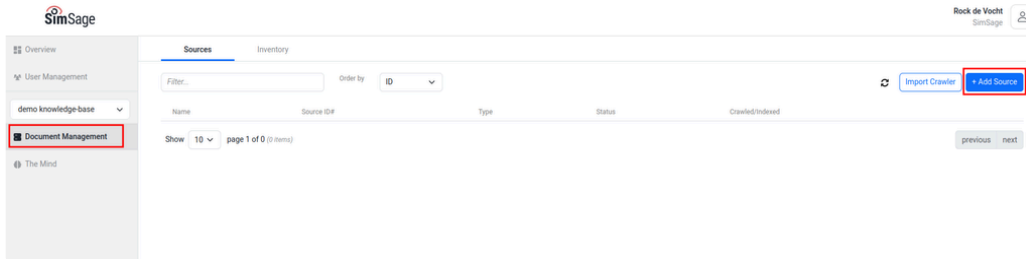 SimSage
Rock de Vocht
SimSage
Overview
User Management
demo knowledge-base
Document Management
The Mind
Sources Inventory
Filter... Order by ID Import Crawler + Add Source
Name Source ID# Type Status Crawled/Indexed
Show 10 page 1 of 0 (0 items) previous next